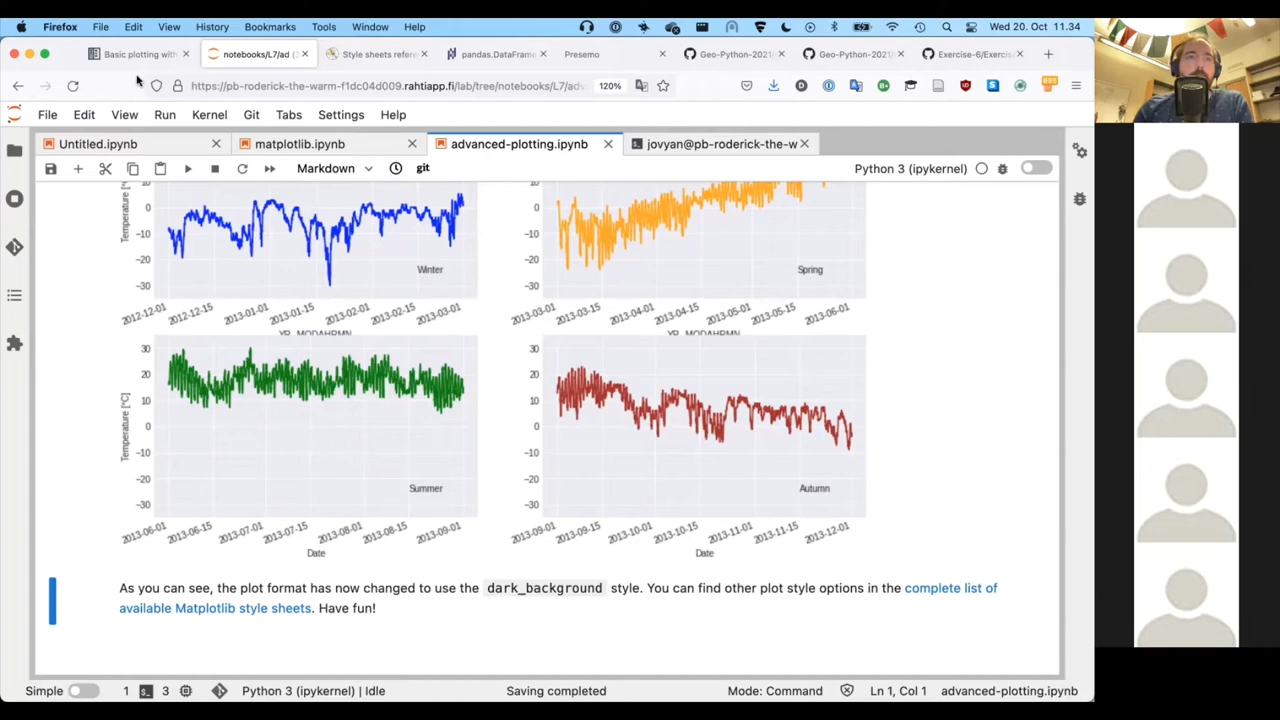 Firefox File Edit View History Bookmarks Tools Window Help Wed 20. Oct 11.34
Basic plotting with notebooks/L7/ad (2 Style sheets refere pandas.DataFrame Presemo Geo-Python-2021/ Geo-Python-2021/ Exercise-6/Exercis
https://pb-roderick-the-warm-f1dc04d009.rahtiapp.fi/lab/tree/notebooks/L7/adv 120%
File Edit View Run Kernel Git Tabs Settings Help
Untitled.ipynb matplotlib.ipynb advanced-plotting.ipynb jovyan@pb-roderick-the-w
Markdown git Python 3 (ipykernel)
10 10
Temperature [°
0 0
−10 −10
−20 −20
−30 −30
Winter Spring
2012-12-01 2012-12-15 2013-01-01 2013-01-15 2013-02-01 2013-02-15 2013-03-01 2013-03-01 2013-03-15 2013-04-01 2013-04-15 2013-05-01 2013-05-15 2013-06-01
YR_MODAHRMN YR_MODAHRMN
30 30
20 20
10 10
Temperature [°C]
0 0
−10 −10
−20 −20
−30 −30
Summer Autumn
2013-06-01 2013-06-15 2013-07-01 2013-07-15 2013-08-01 2013-08-15 2013-09-01 2013-09-01 2013-09-15 2013-10-01 2013-10-15 2013-11-01 2013-11-15 2013-12-01
Date Date
As you can see, the plot format has now changed to use the dark_background style. You can find other plot style options in the complete list of
available Matplotlib style sheets. Have fun!
Simple 1 3 Python 3 (ipykernel) | Idle Saving completed Mode: Command Ln 1, Col 1 advanced-plotting.ipynb